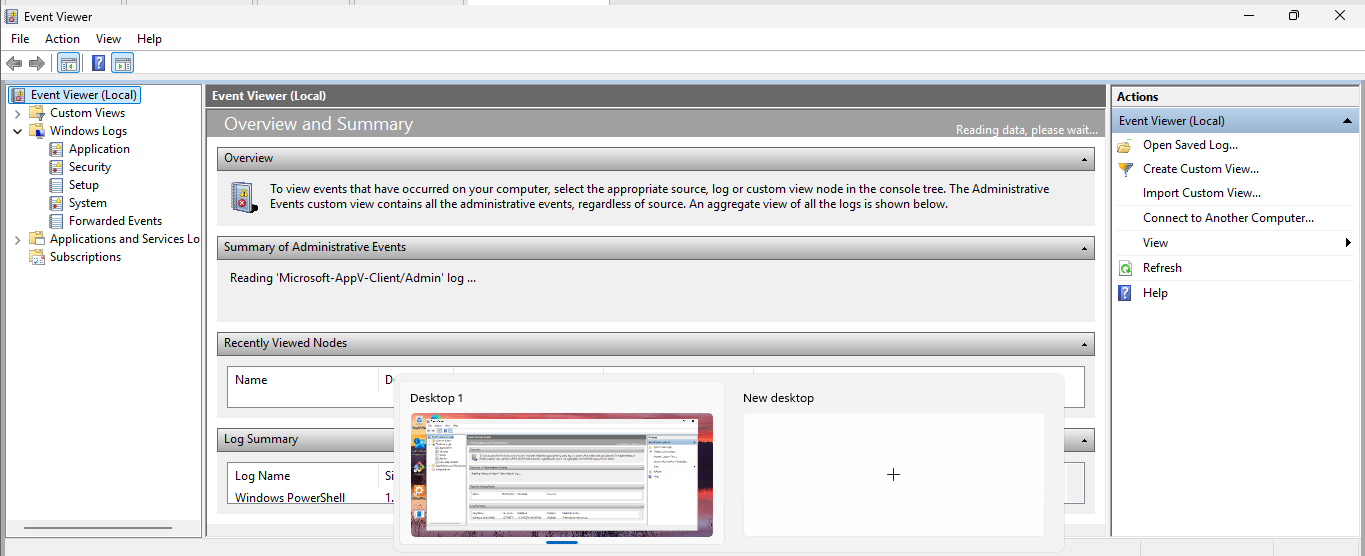 Event Viewer
File Action View Help
Event Viewer (Local)
Custom Views
Windows Logs
Application
Security
Setup
System
Forwarded Events
Applications and Services Lo
Subscriptions
Event Viewer (Local)
Overview and Summary
Reading data, please wait...
Overview
To view events that have occurred on your computer, select the appropriate source, log or custom view node in the console tree. The Administrative
Events custom view contains all the administrative events, regardless of source. An aggregate view of all the logs is shown below.
Summary of Administrative Events
Reading 'Microsoft-AppV-Client/Admin' log ...
Recently Viewed Nodes
Name
Log Summary
Log Name Si
Windows PowerShell 1.
Desktop 1
New desktop
Actions
Event Viewer (Local)
Open Saved Log...
Create Custom View...
Import Custom View...
Connect to Another Computer...
View
Refresh
Help